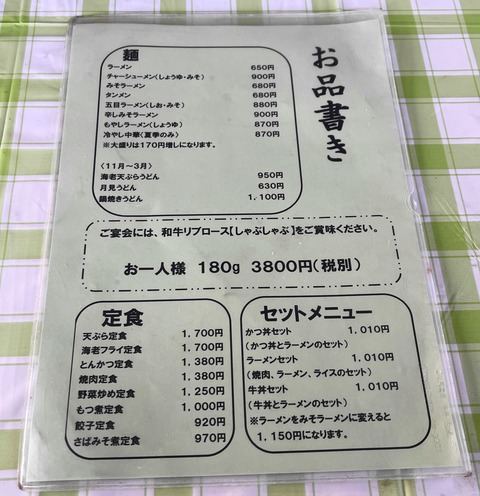 お品書き
麺
ラーメン 650円
チャーシューメン(しょうゆ・みそ) 900円
みそラーメン 680円
タンメン 680円
五目ラーメン(しお・みそ) 880円
辛しみそラーメン 900円
もやしラーメン(しょうゆ) 870円
冷やし中華(夏季のみ) 870円
※大盛りは170円増しになります。
〈11月～3月〉
海老天ぷらうどん 950円
月見うどん 630円
鍋焼きうどん 1,100円
ご宴会には、和牛リブロース【しゃぶしゃぶ】をご賞味ください。
お一人様 180g 3800円(税別)
定食
天ぷら定食 1,700円
海老フライ定食 1,700円
とんかつ定食 1,380円
焼肉定食 1,380円
野菜炒め定食 1,250円
もつ煮定食 1,000円
餃子定食 920円
さばみそ煮定食 970円
セットメニュー
かつ丼セット 1,010円
(かつ丼とラーメンのセット)
ラーメンセット 1,010円
(焼肉、ラーメン、ライスのセット)
牛丼セット 1,010円
(牛丼とラーメンのセット)
※ラーメンをみそラーメンに変えると
1,150円になります。